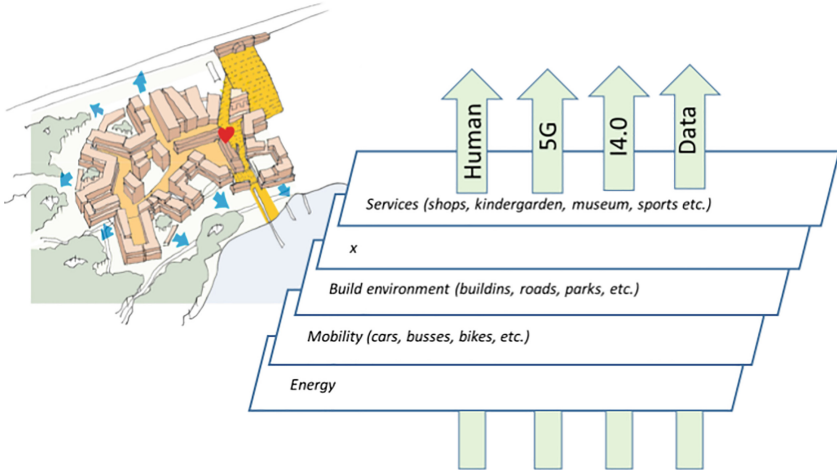 Human
5G
I4.0
Data
Services (shops, kindergarden, museum, sports etc.)
x
Build environment (buildins, roads, parks, etc.)
Mobility (cars, busses, bikes, etc.)
Energy